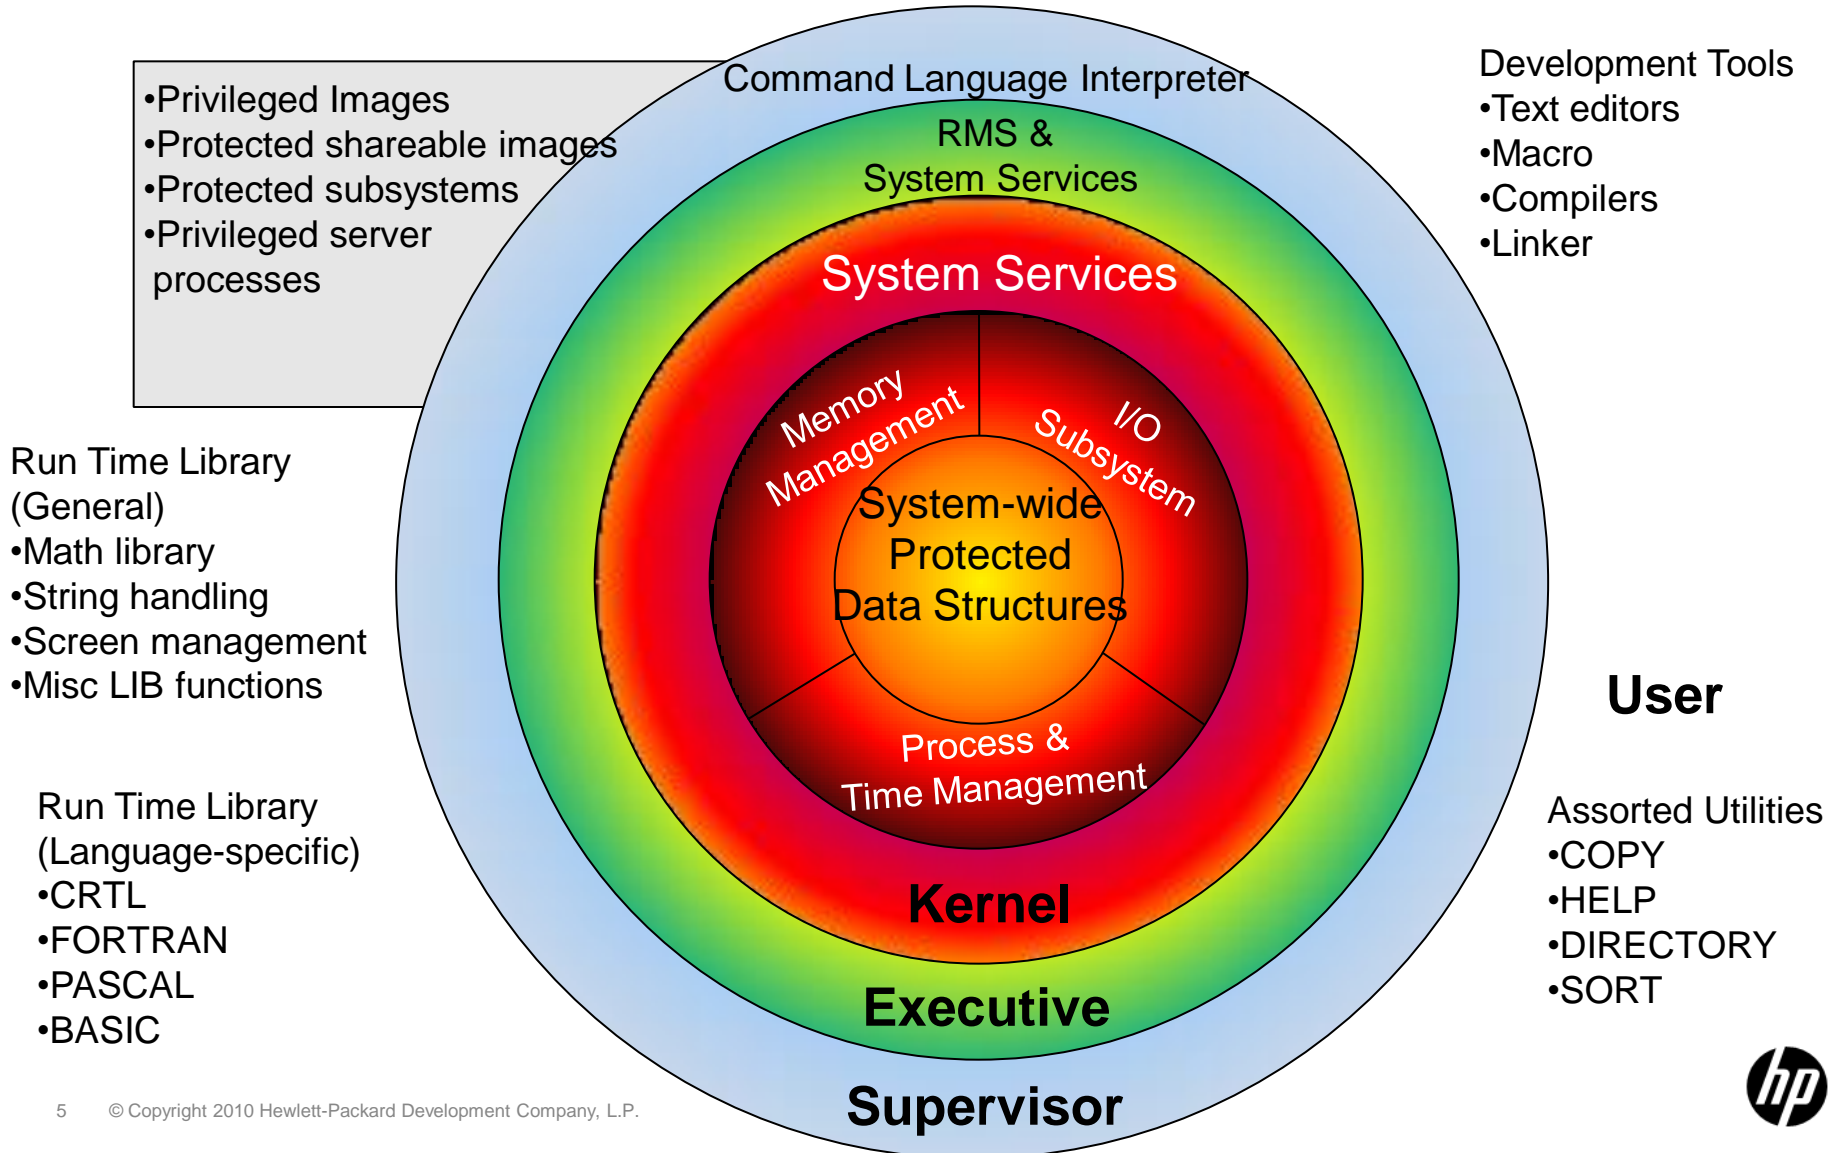 •Privileged Images
•Protected shareable images
•Protected subsystems
•Privileged server
processes
Command Language Interpreter
RMS &
System Services
System Services
Memory
Management
I/O
Subsystem
System-wide
Protected
Data Structures
Process &
Time Management
Kernel
Executive
Supervisor
Development Tools
•Text editors
•Macro
•Compilers
•Linker
Run Time Library
(General)
•Math library
•String handling
•Screen management
•Misc LIB functions
User
Run Time Library
(Language-specific)
•CRTL
•FORTRAN
•PASCAL
•BASIC
Assorted Utilities
•COPY
•HELP
•DIRECTORY
•SORT
5 © Copyright 2010 Hewlett-Packard Development Company, L.P.
hp